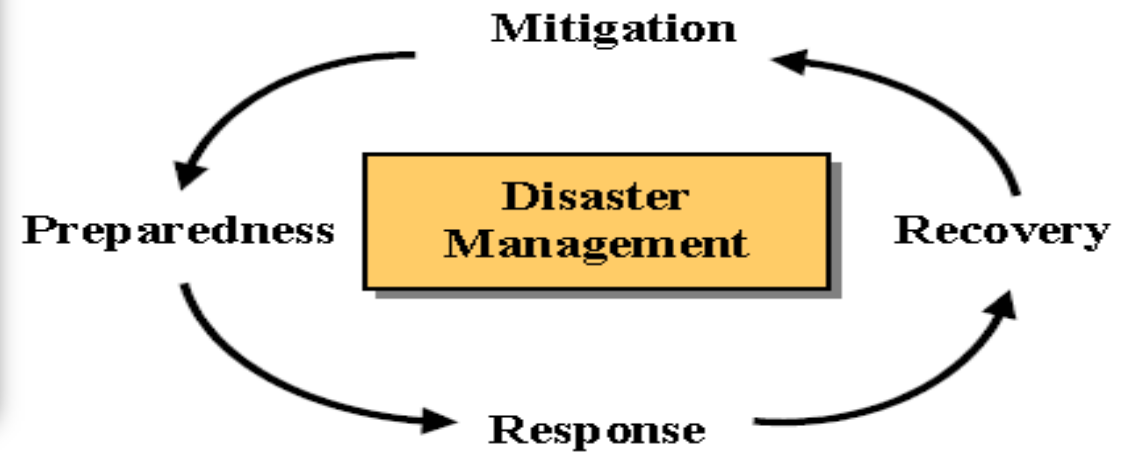 Mitigation
Disaster
Management
Preparedness
Recovery
Response